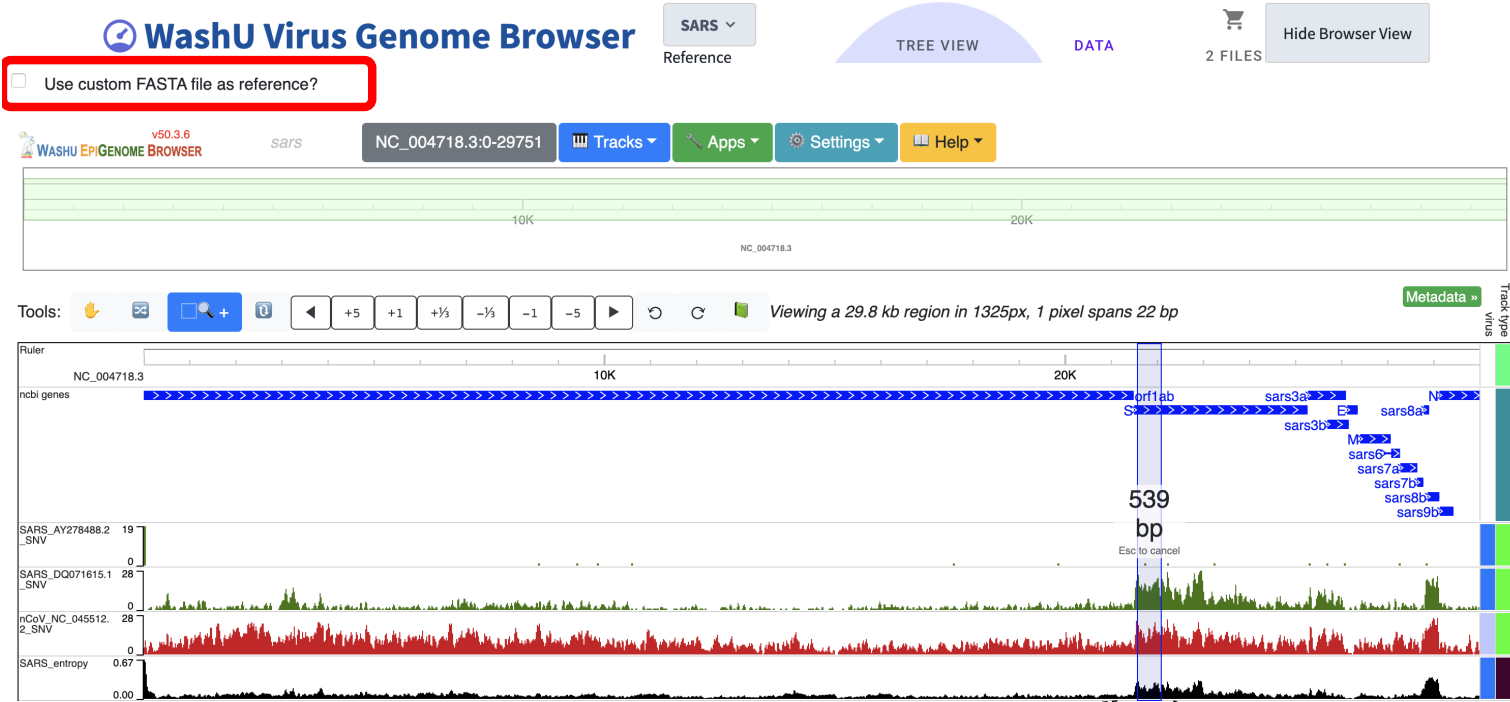 WashU Virus Genome Browser
SARS
Reference
TREE VIEW
DATA
2 FILES
Hide Browser View
Use custom FASTA file as reference?
v50.3.6
WASHU EPIGENOME BROWSER
sars
NC_004718.3:0-29751
Tracks
Apps
Settings
Help
10K
20K
NC_004718.3
Tools:
+5
+1
+⅓
-⅓
-1
-5
Viewing a 29.8 kb region in 1325px, 1 pixel spans 22 bp
Metadata »
Track type
virus
Ruler
NC_004718.3
10K
20K
ncbi genes
orf1ab
sars3a
N
S
E
sars8a
sars3b
M
sars6
sars7a
sars7b
sars8b
sars9b
539
bp
Esc to cancel
SARS_AY278488.2
_SNV
19
0
SARS_DQ071615.1
_SNV
28
0
nCoV_NC_045512.
2_SNV
28
0
SARS_entropy
0.67
0.00